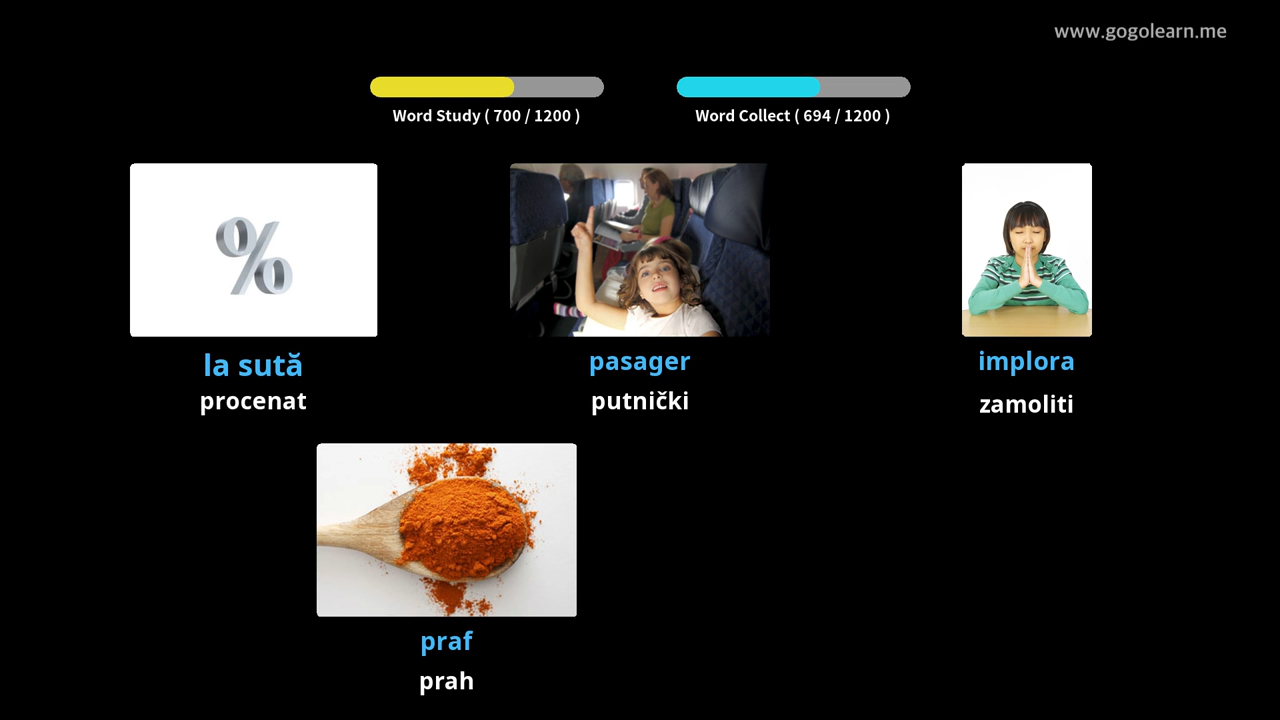 www.gogolearn.me
Word Study ( 700 / 1200 )
Word Collect ( 694 / 1200 )
la sută
procenat
pasager
putnički
implora
zamoliti
%
praf
prah